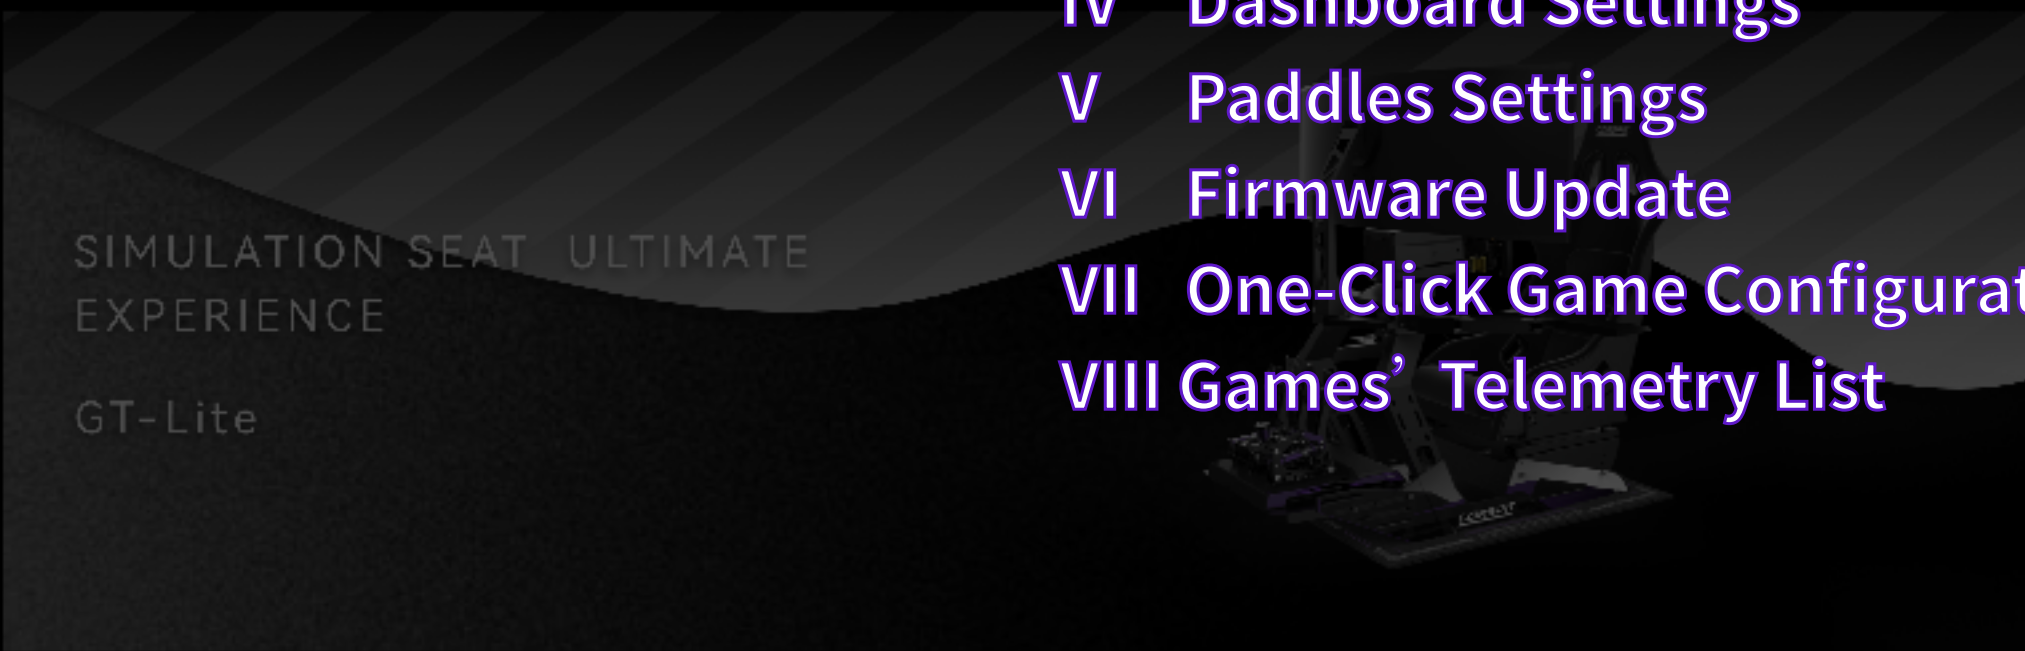 SIMULATION SEAT ULTIMATE
EXPERIENCE
GT-Lite
IV Dashboard Settings
V Paddles Settings
VI Firmware Update
VII One-Click Game Configurat
VIII Games’ Telemetry List